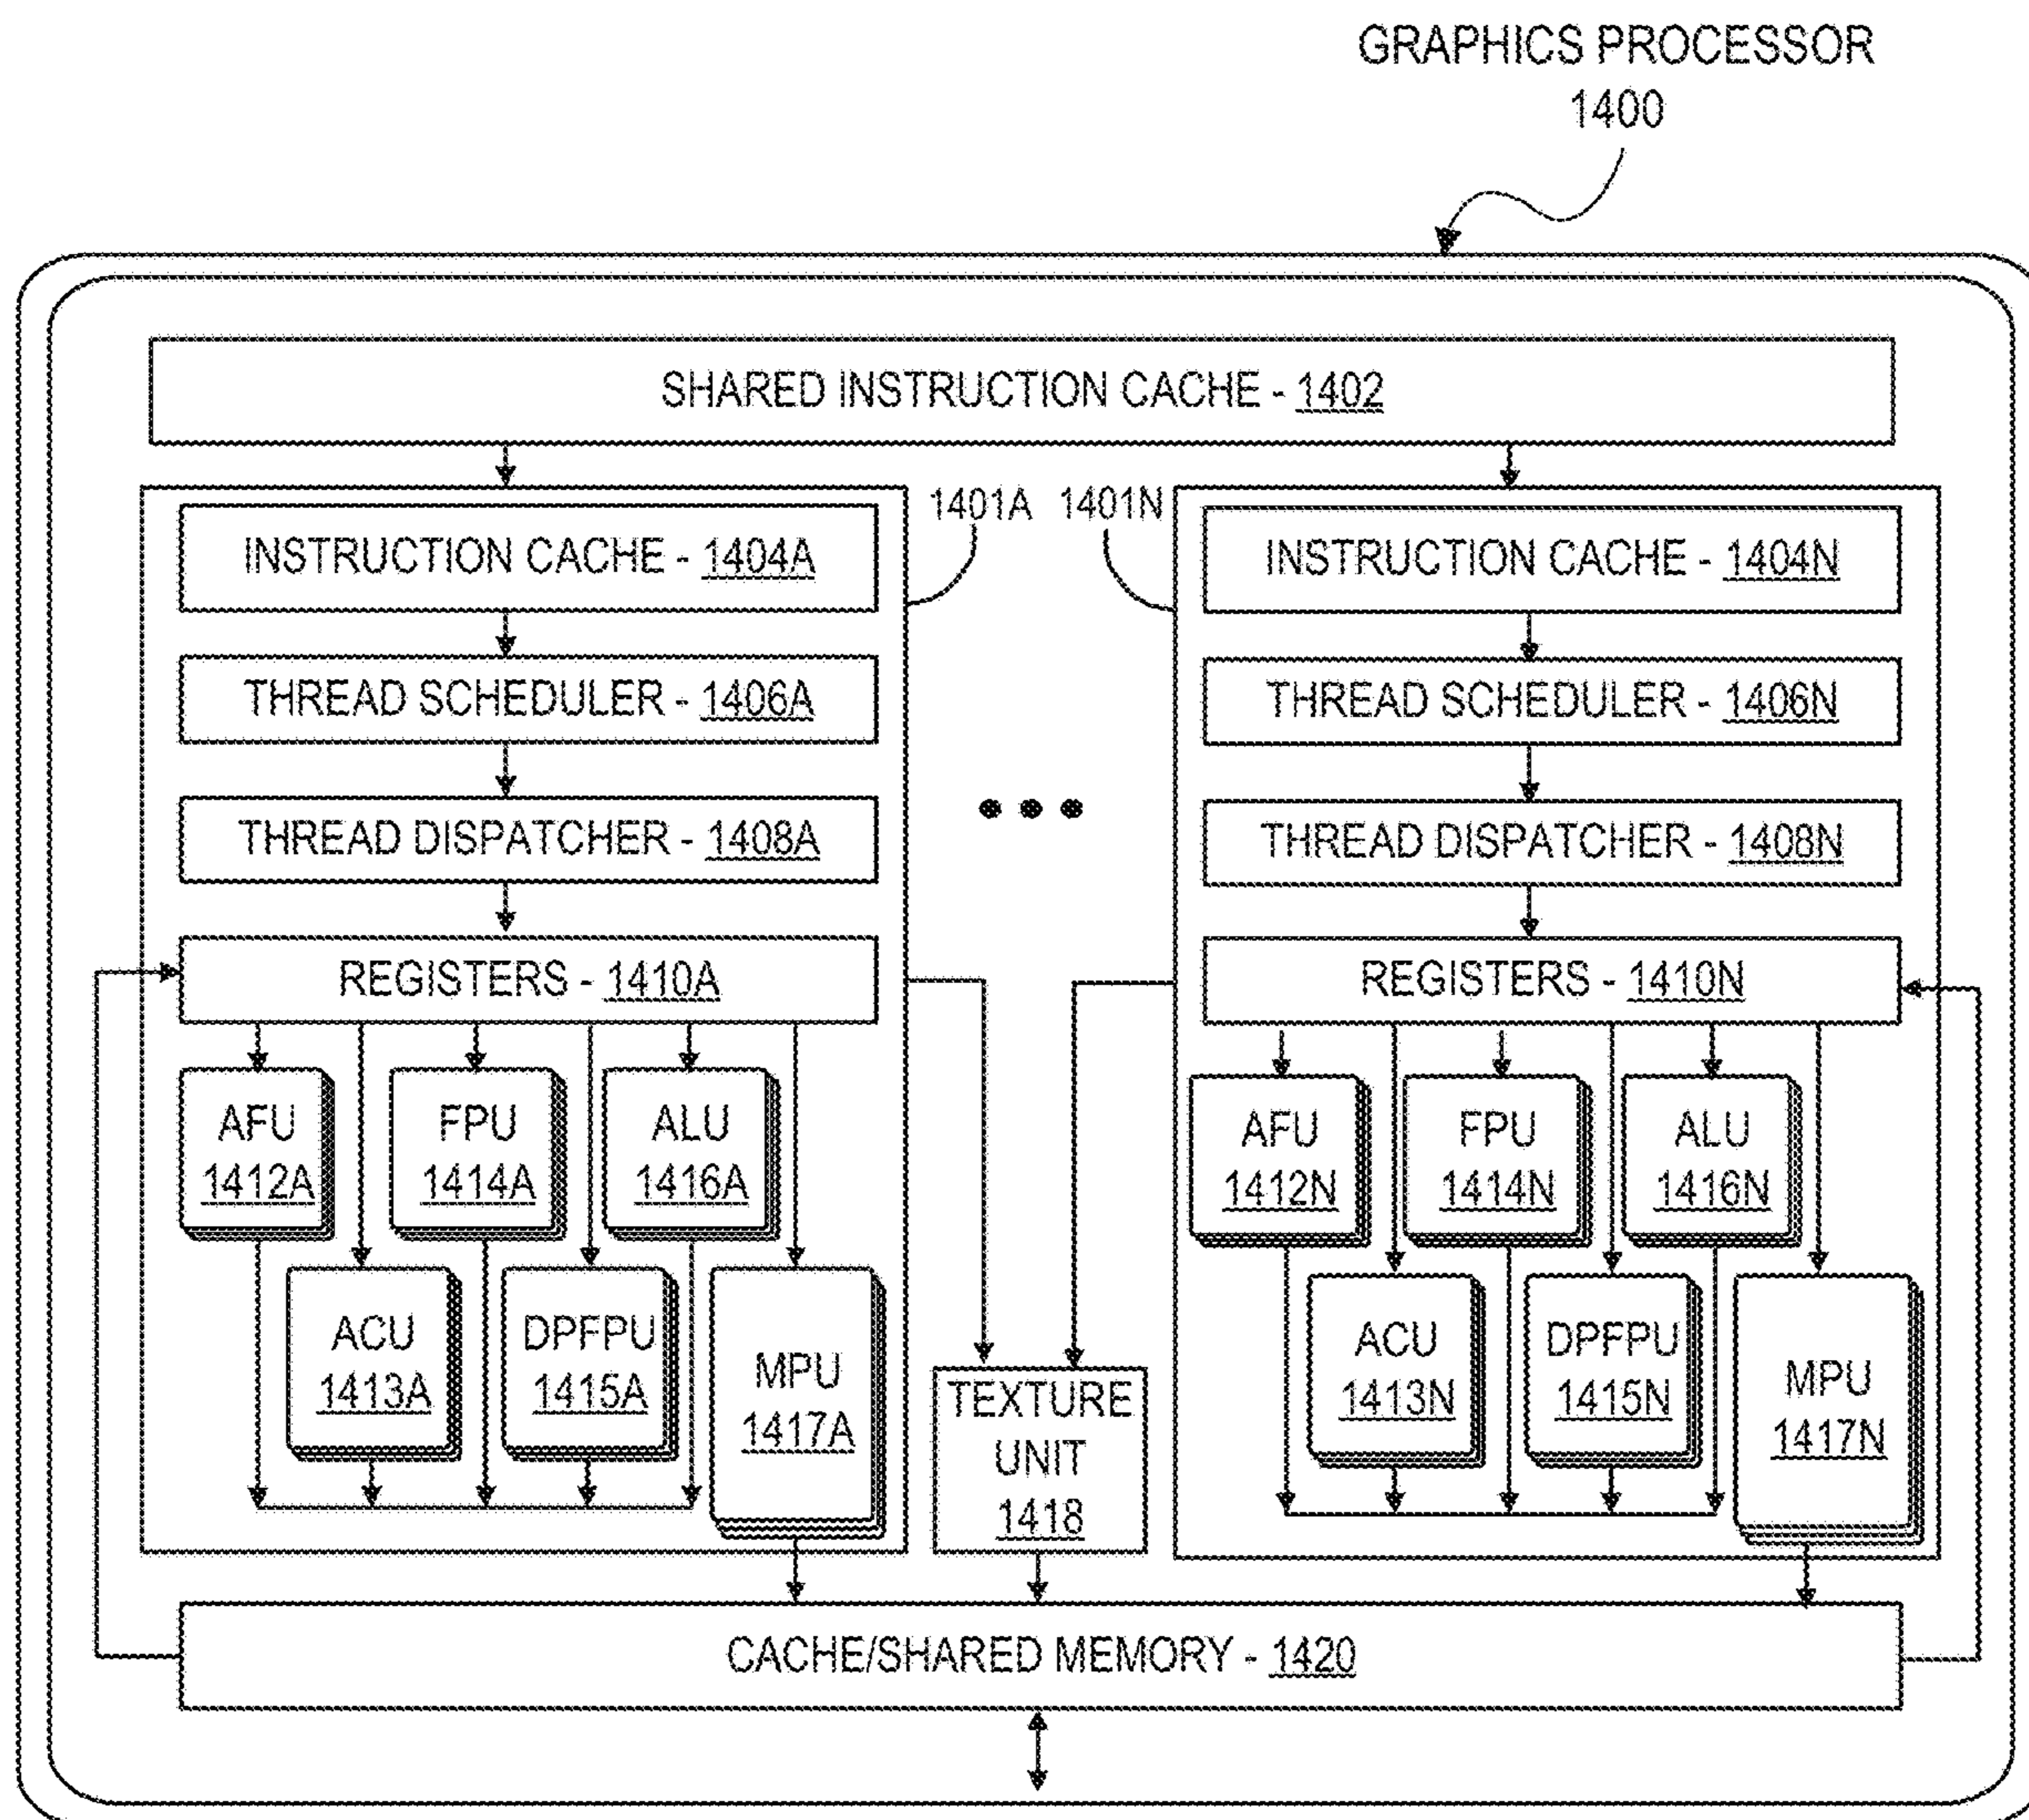 GRAPHICS PROCESSOR
1400
SHARED INSTRUCTION CACHE - 1402
1401A
1401N
INSTRUCTION CACHE - 1404A
THREAD SCHEDULER - 1406A
THREAD DISPATCHER - 1408A
REGISTERS - 1410A
AFU
1412A
FPU
1414A
ALU
1416A
ACU
1413A
DPFPU
1415A
MPU
1417A
TEXTURE
UNIT
1418
INSTRUCTION CACHE - 1404N
THREAD SCHEDULER - 1406N
THREAD DISPATCHER - 1408N
REGISTERS - 1410N
AFU
1412N
FPU
1414N
ALU
1416N
ACU
1413N
DPFPU
1415N
MPU
1417N
CACHE/SHARED MEMORY - 1420